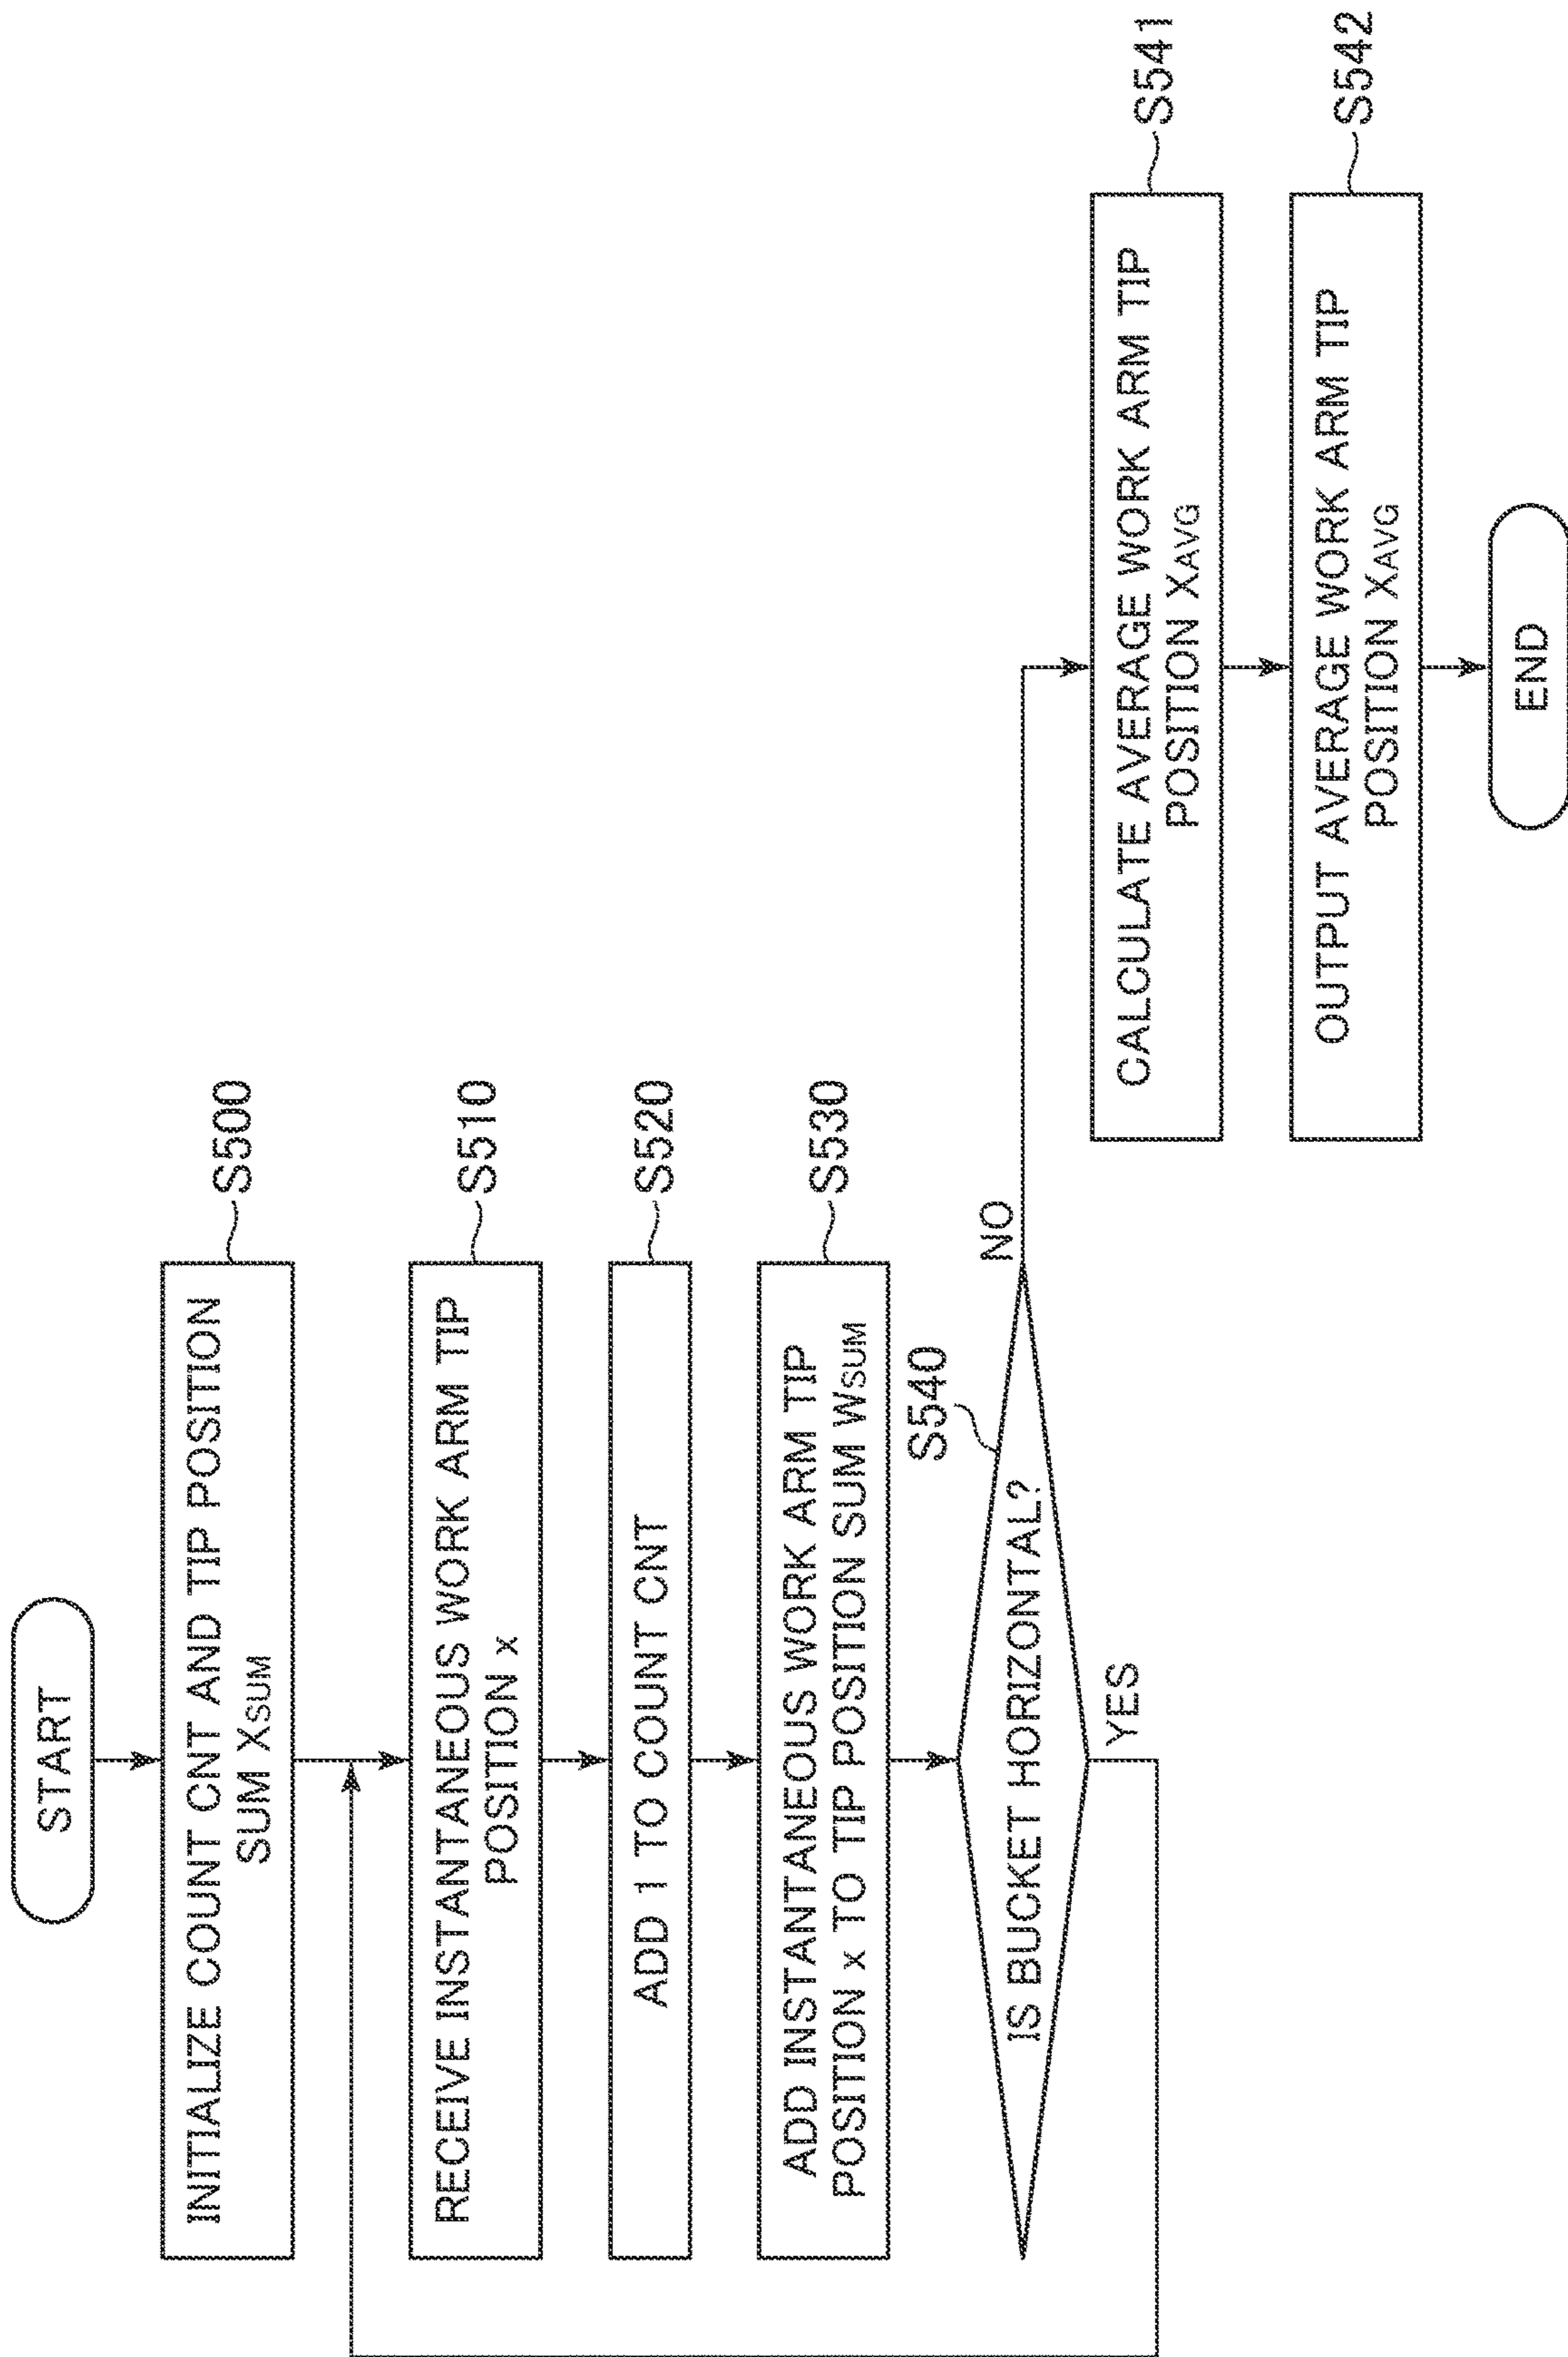 START
INITIALIZE COUNT CNT AND TIP POSITION
SUM XSUM
S500
RECEIVE INSTANTANEOUS WORK ARM TIP
POSITION x
S510
ADD 1 TO COUNT CNT
S520
ADD INSTANTANEOUS WORK ARM TIP
POSITION x TO TIP POSITION SUM WSUM
S530
S540
IS BUCKET HORIZONTAL?
NO
YES
CALCULATE AVERAGE WORK ARM TIP
POSITION XAVG
S541
OUTPUT AVERAGE WORK ARM TIP
POSITION XAVG
S542
END